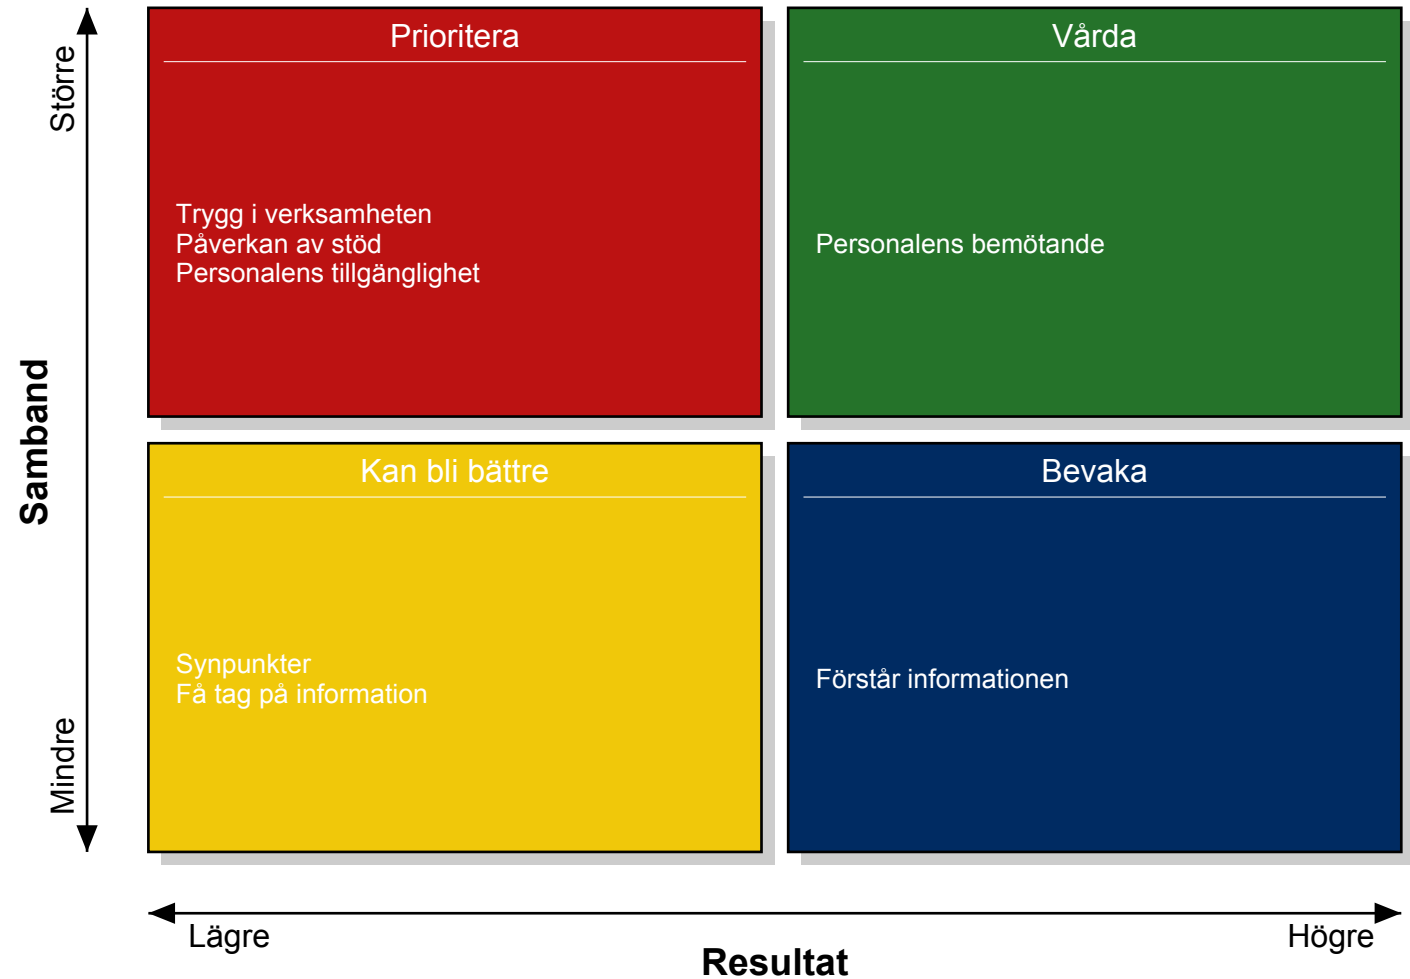 Större
Samband
Mindre
Prioritera
Trygg i verksamheten
Påverkan av stöd
Personalens tillgänglighet
Vårda
Personalens bemötande
Kan bli bättre
Synpunkter
Få tag på information
Bevaka
Förstår informationen
Lägre
Resultat
Högre